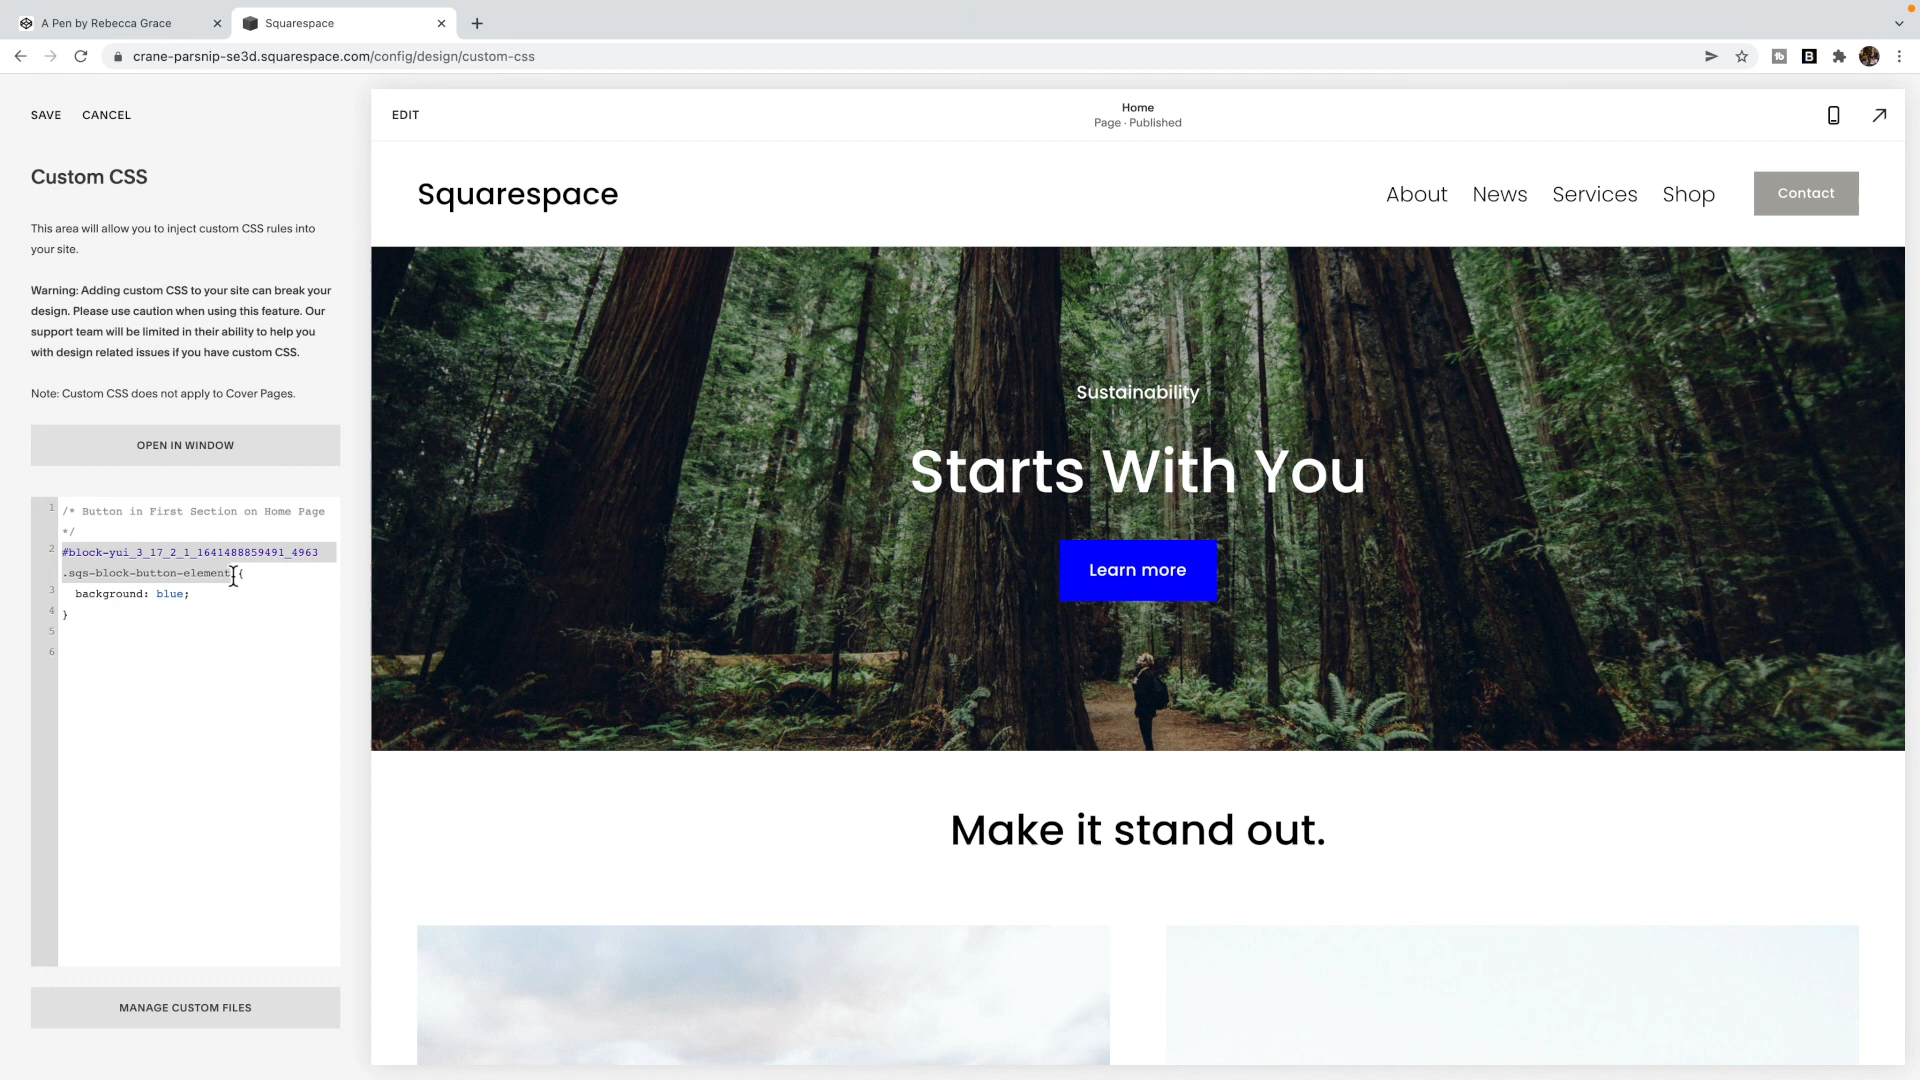 A Pen by Rebecca Grace
Squarespace
crane-parsnip-se3d.squarespace.com/config/design/custom-css
SAVE CANCEL
EDIT
Home
Page · Published
Custom CSS
This area will allow you to inject custom CSS rules into
your site.
Warning: Adding custom CSS to your site can break your
design. Please use caution when using this feature. Our
support team will be limited in their ability to help you
with design related issues if you have custom CSS.
Note: Custom CSS does not apply to Cover Pages.
OPEN IN WINDOW
1 /* Button in First Section on Home Page
*/
2 #block-yui_3_17_2_1_1641488859491_4963
.sqs-block-button-element {
3 background: blue;
4 }
5
6
MANAGE CUSTOM FILES
Squarespace
About News Services Shop Contact
Sustainability
Starts With You
Learn more
Make it stand out.